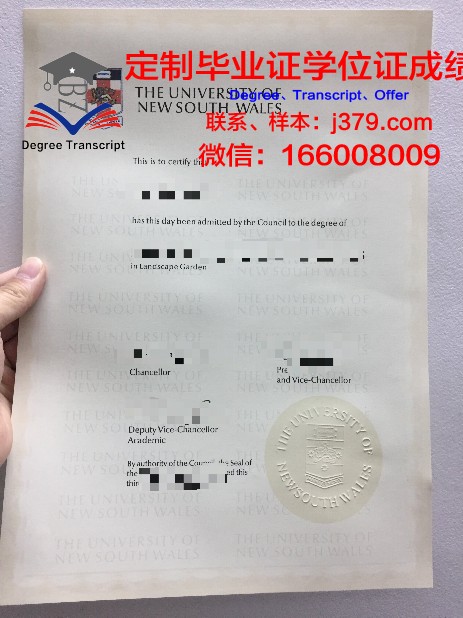 定制毕业证学位证成绩
THE UNIVERSITY OF
NEW SOUTH WALES
Degree、Transcript、Offer
联系、样本：j379.com
微信：166008009
BZ
Degree Transcript
This is to certify
has this day been admitted by the Council to the degree of
in Landscape Garden
Chancellor
and Vice-Chancellor
Deputy Vice-Chancellor
Academic
By authority of the Council, the Seal of
the
this
THE UNIVERSITY OF
NEW SOUTH WALES